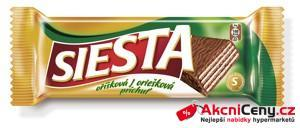 SIESTA
oříšková / oriešková
příchuť
S
AkcniCeny.cz
Nejlepší nabídky hypermarketů